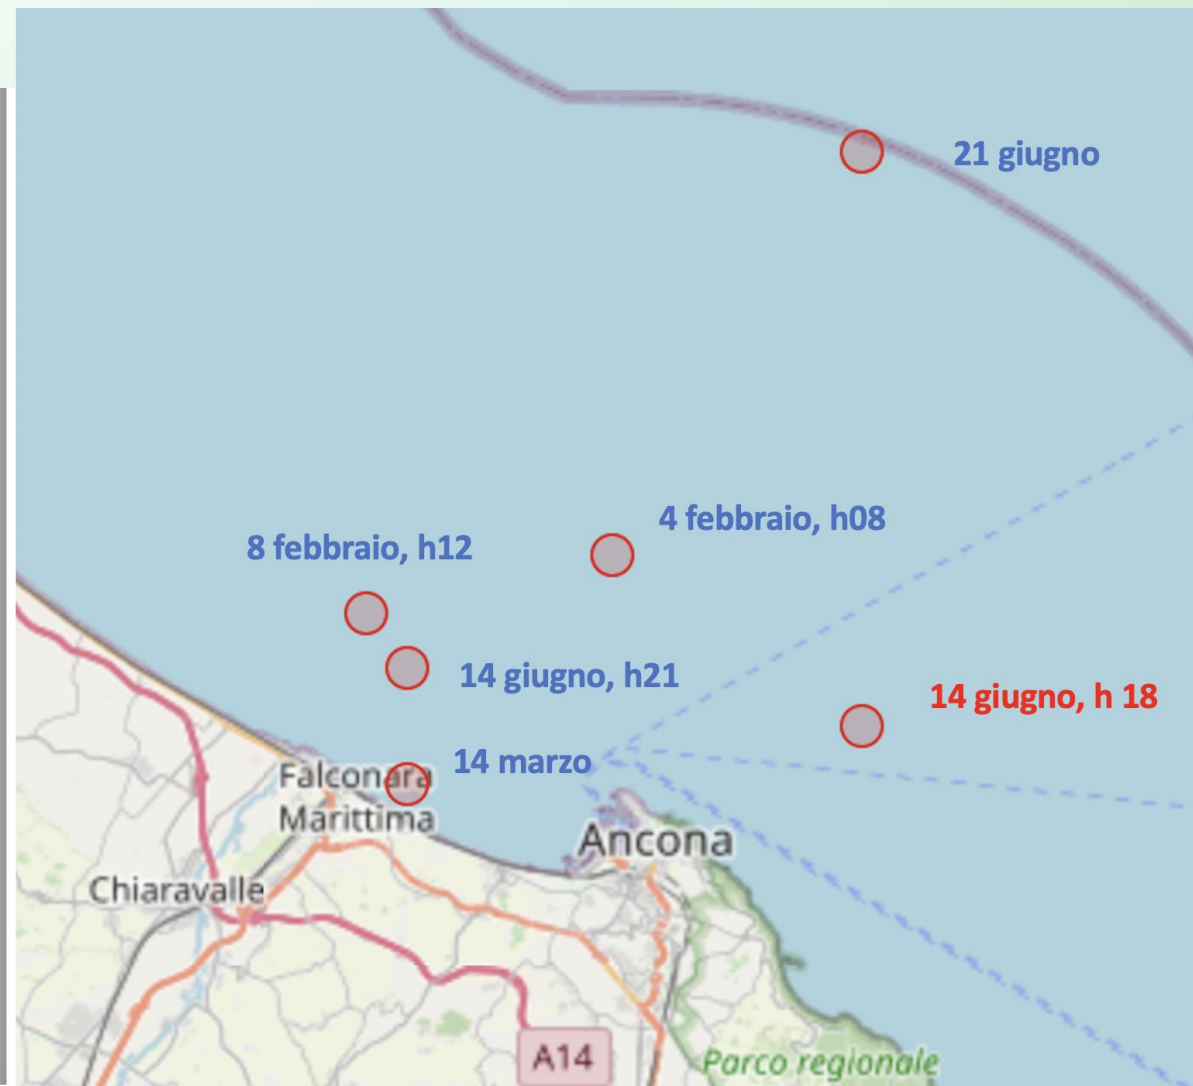 21 giugno
4 febbraio, h08
8 febbraio, h12
14 giugno, h21
14 giugno, h 18
14 marzo
Falconara
Marittima
Ancona
Chiaravalle
A14
Parco regionale